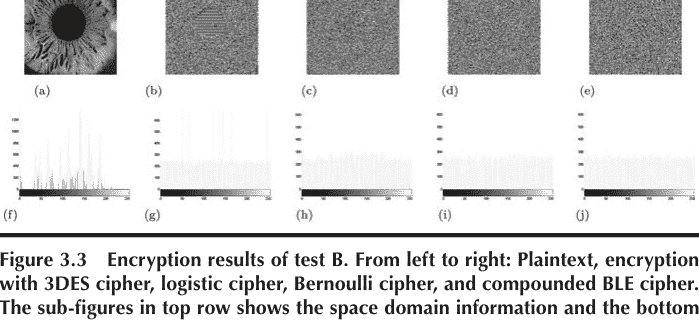 (a) (b) (c) (d) (e)
(f) (g) (h) (i) (j)
Figure 3.3 Encryption results of test B. From left to right: Plaintext, encryption
with 3DES cipher, logistic cipher, Bernoulli cipher, and compounded BLE cipher.
The sub-figures in top row shows the space domain information and the bottom